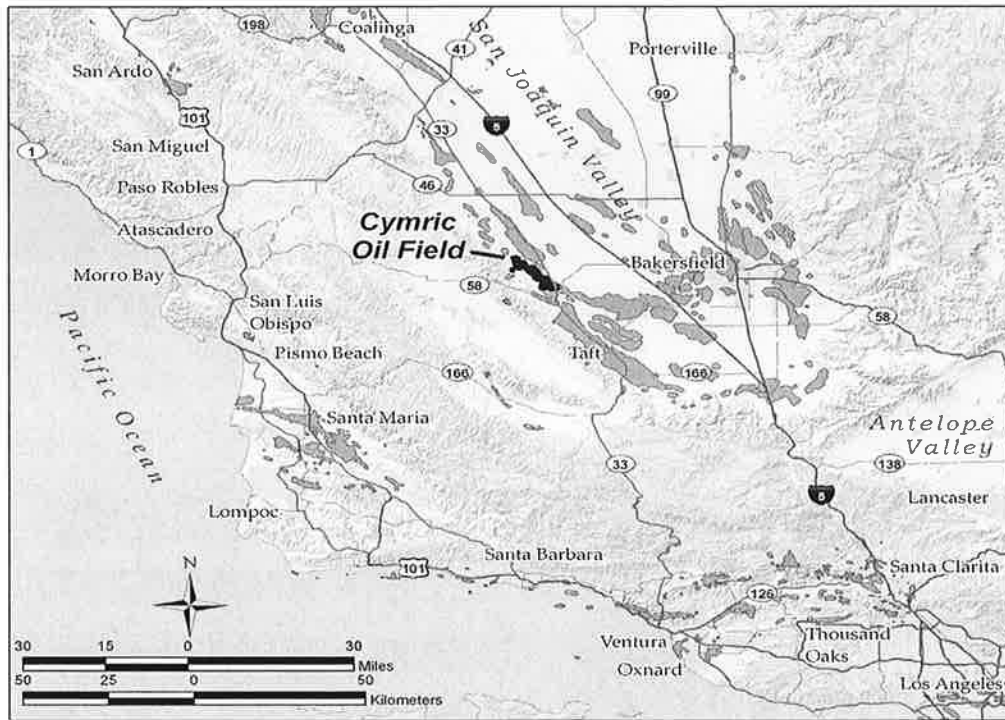 198
Coalinga
41
San Joaquin Valley
Porterville
San Ardo
99
101
5
33
1
San Miguel
46
Paso Robles
Cymric
Oil Field
Atascadero
Bakersfield
Morro Bay
58
58
San Luis
Obispo
Pismo Beach
Taft
166
166
Pacific Ocean
Santa Maria
Antelope
Valley
33
138
5
Lancaster
Lompoc
Santa Barbara
101
Santa Clarita
N
126
Ventura
Thousand
Oaks
Oxnard
30 15 0 30
Miles
50 25 0 50
Kilometers
Los Angeles